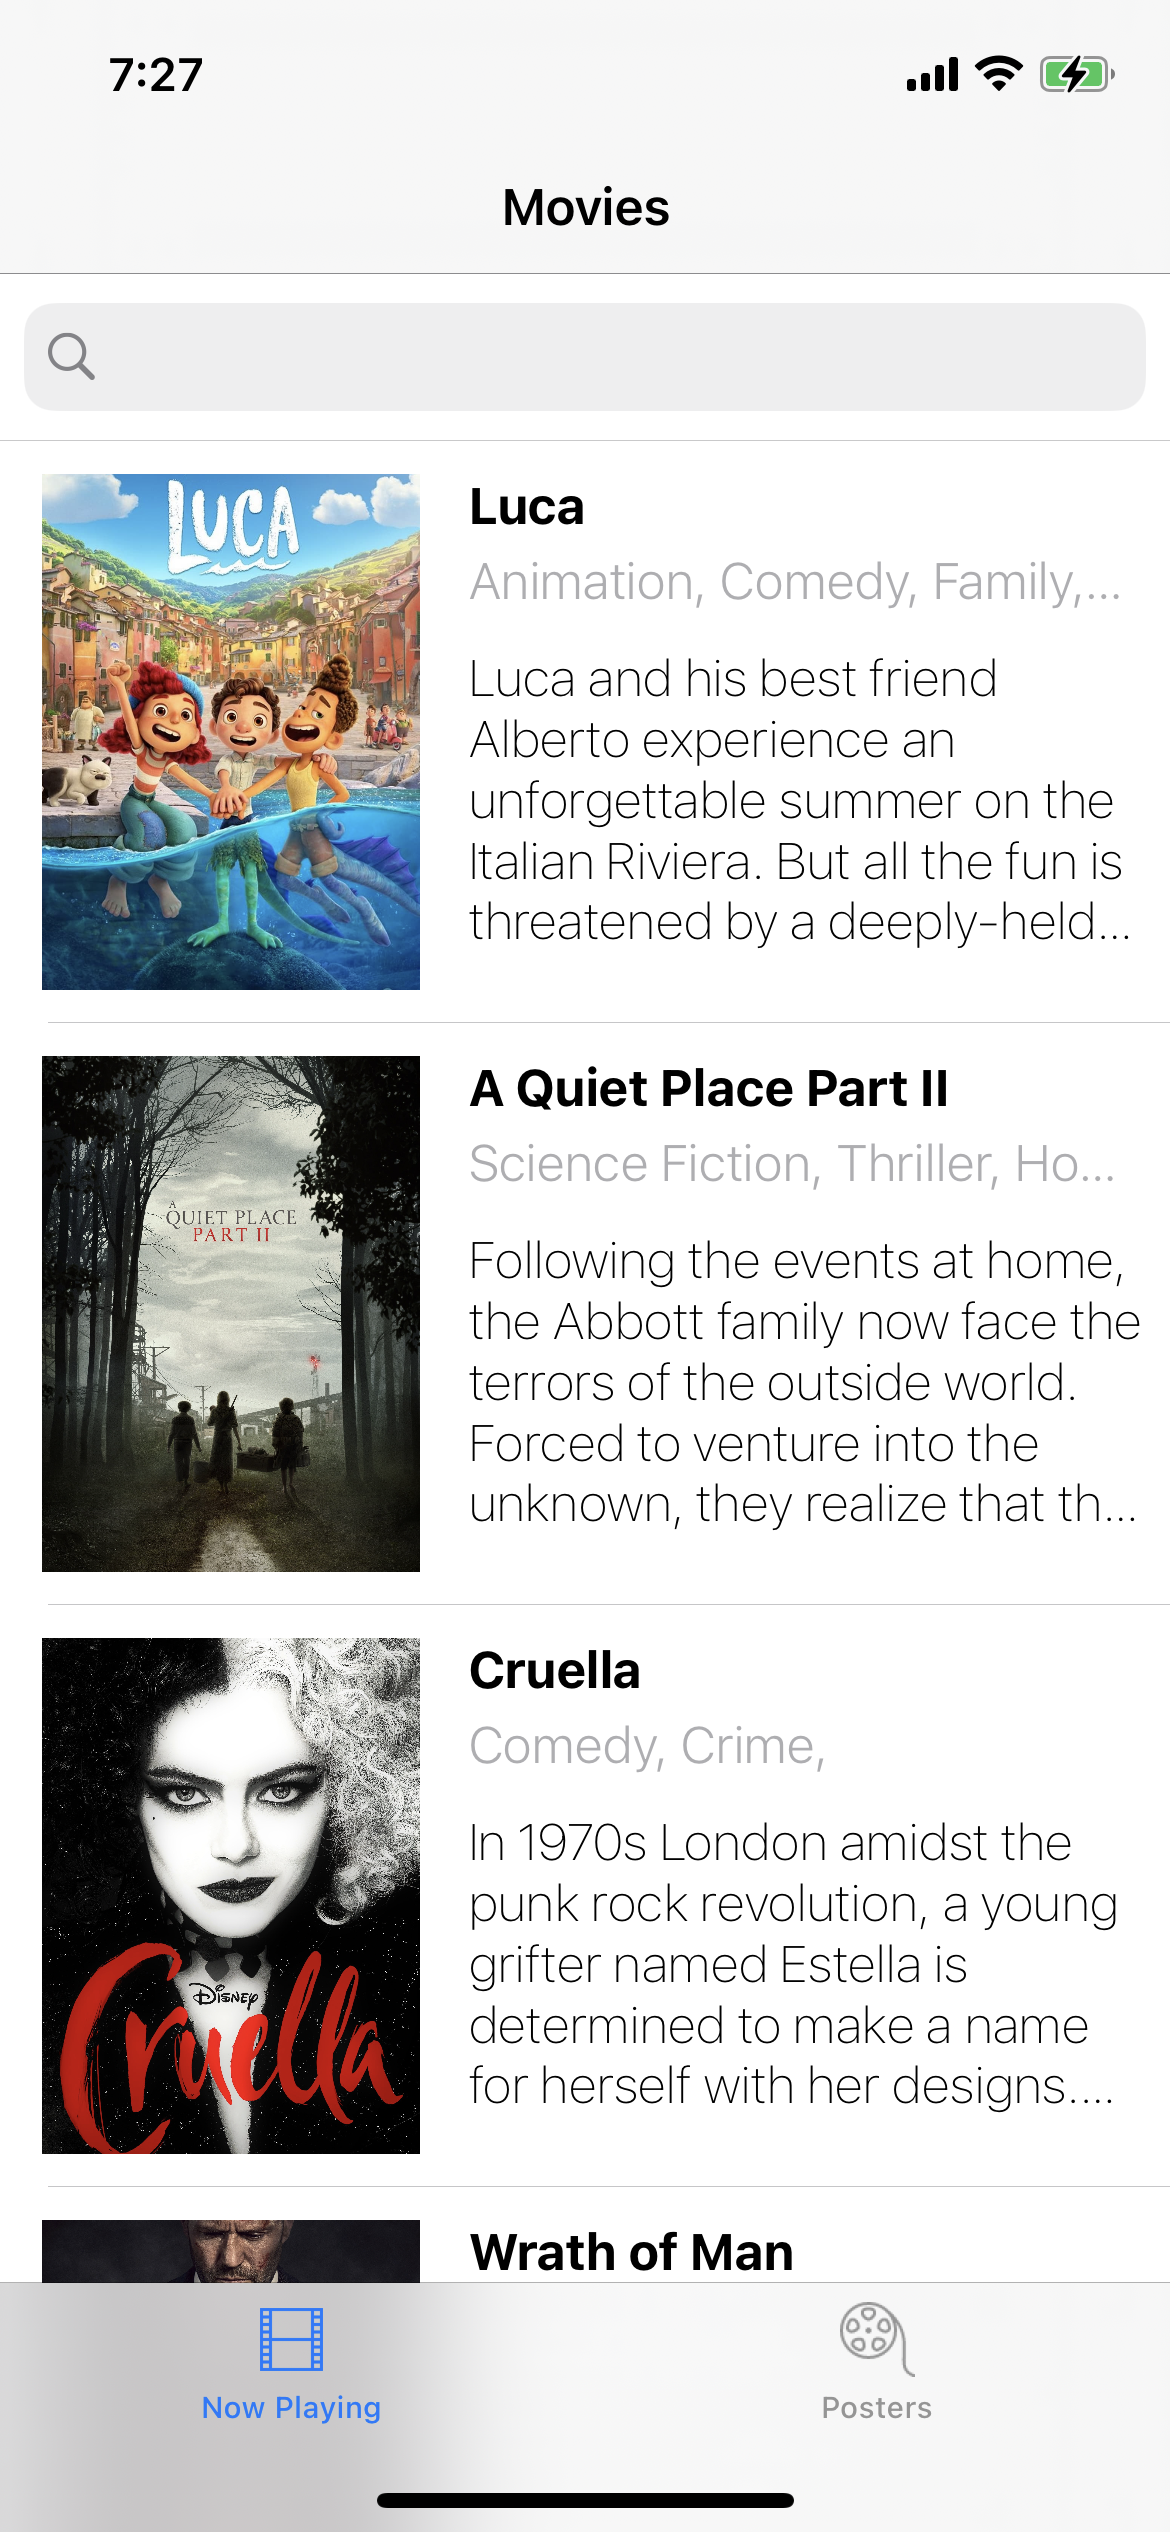 7:27
Movies
LUCA
Luca
Animation, Comedy, Family,...
Luca and his best friend
Alberto experience an
unforgettable summer on the
Italian Riviera. But all the fun is
threatened by a deeply-held...
A
QUIET PLACE
PART II
A Quiet Place Part II
Science Fiction, Thriller, Ho...
Following the events at home,
the Abbott family now face the
terrors of the outside world.
Forced to venture into the
unknown, they realize that th...
Disney
Cruella
Cruella
Comedy, Crime,
In 1970s London amidst the
punk rock revolution, a young
grifter named Estella is
determined to make a name
for herself with her designs....
Wrath of Man
Now Playing
Posters